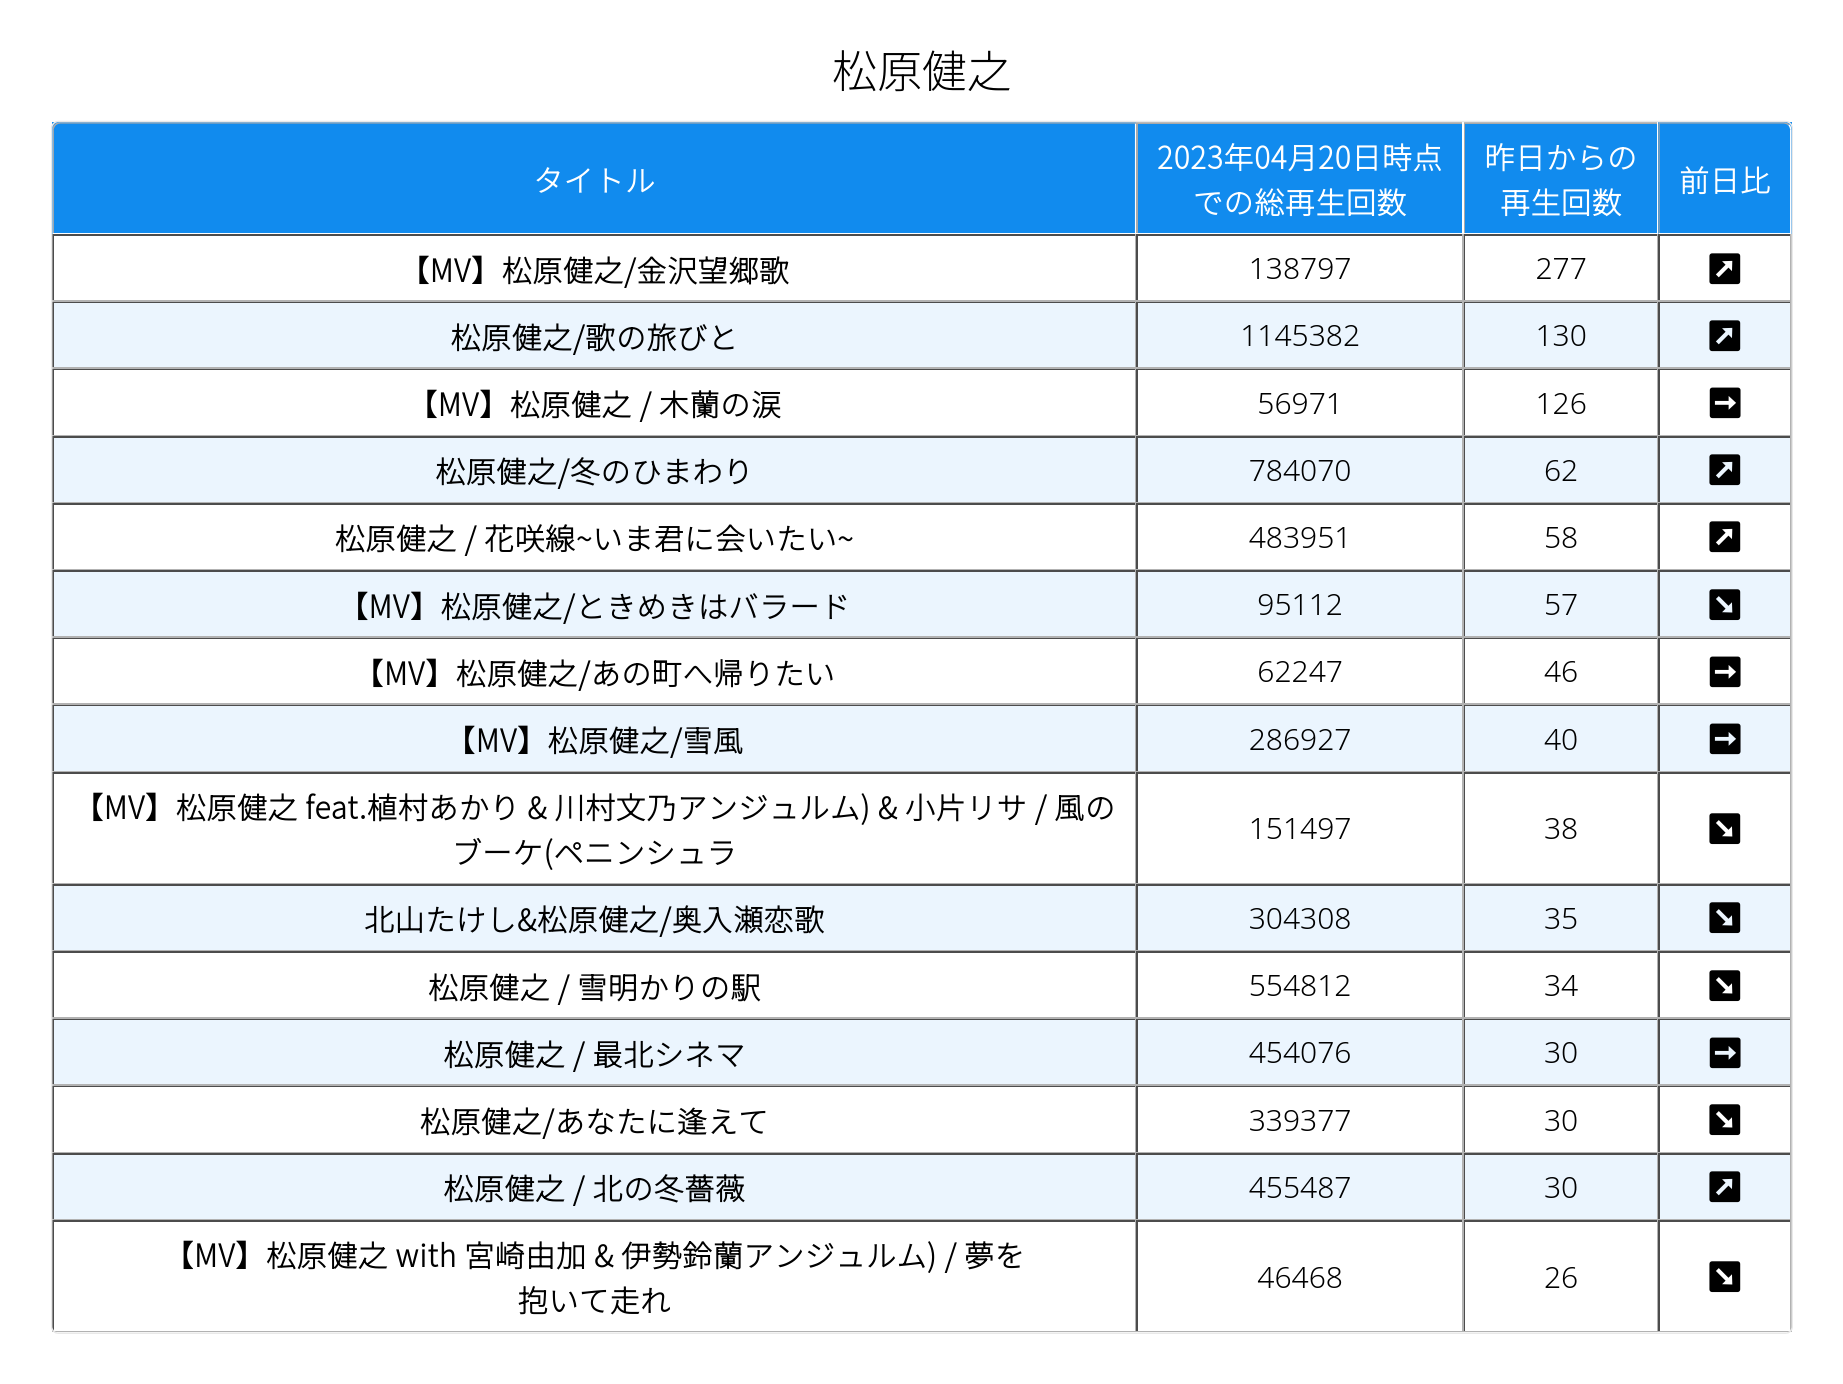 松原健之
タイトル
2023年04月20日時点
での総再生回数
昨日からの
再生回数
前日比
【MV】松原健之/金沢望郷歌 138797 277 ↗
松原健之/歌の旅びと 1145382 130 ↗
【MV】松原健之 / 木蘭の涙 56971 126 →
松原健之/冬のひまわり 784070 62 ↗
松原健之 / 花咲線~いま君に会いたい~ 483951 58 ↗
【MV】松原健之/ときめきはバラード 95112 57 ↘
【MV】松原健之/あの町へ帰りたい 62247 46 →
【MV】松原健之/雪風 286927 40 →
【MV】松原健之 feat.植村あかり & 川村文乃アンジュルム) & 小片リサ / 風の
ブーケ(ペニンシュラ
151497 38 ↘
北山たけし&松原健之/奥入瀬恋歌 304308 35 ↘
松原健之 / 雪明かりの駅 554812 34 ↘
松原健之 / 最北シネマ 454076 30 →
松原健之/あなたに逢えて 339377 30 ↘
松原健之 / 北の冬薔薇 455487 30 ↗
【MV】松原健之 with 宮崎由加 & 伊勢鈴蘭アンジュルム) / 夢を
抱いて走れ
46468 26 ↘